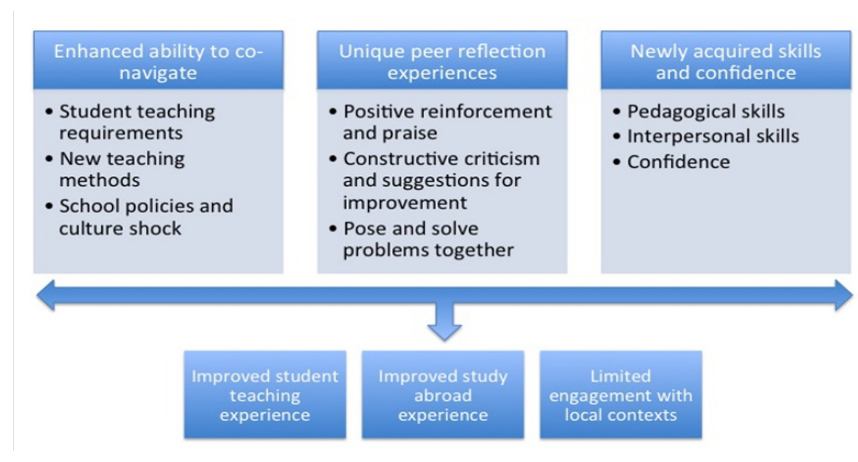 Enhanced ability to co-
navigate
• Student teaching
requirements
• New teaching
methods
• School policies and
culture shock
Unique peer reflection
experiences
• Positive reinforcement
and praise
• Constructive criticism
and suggestions for
improvement
• Pose and solve
problems together
Newly acquired skills
and confidence
• Pedagogical skills
• Interpersonal skills
• Confidence
Improved student
teaching
experience
Improved study
abroad
experience
Limited
engagement with
local contexts